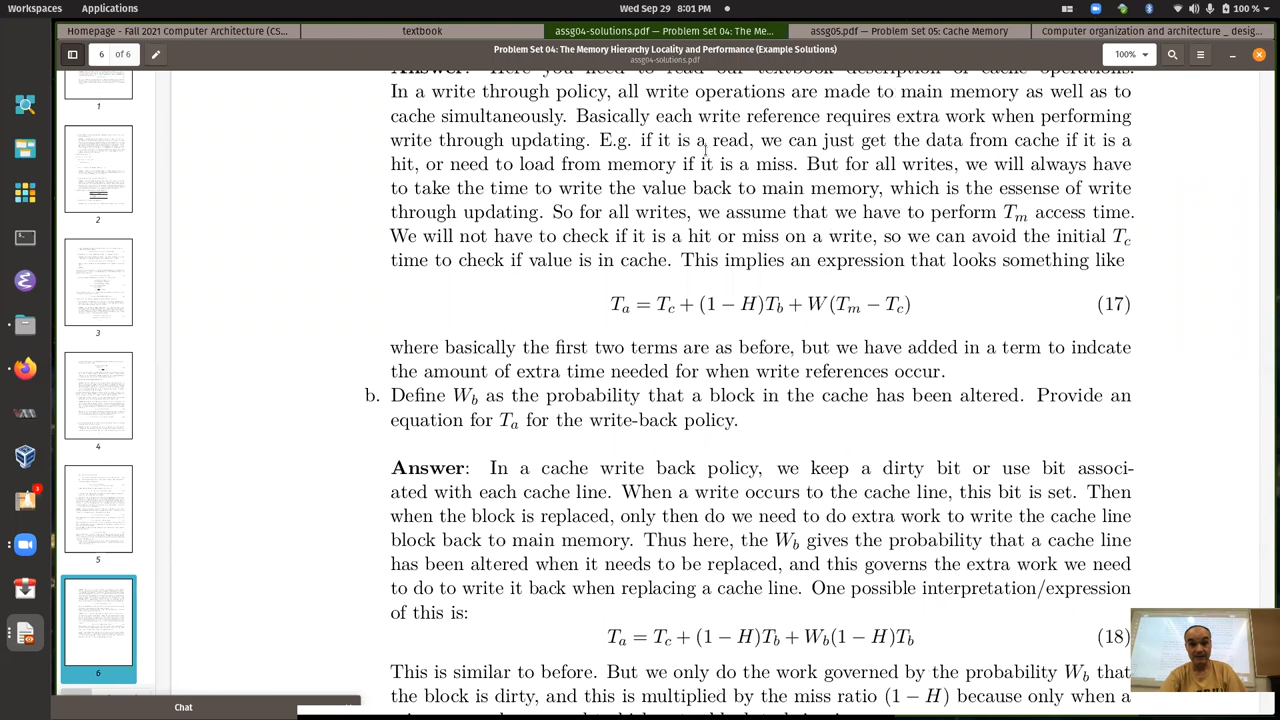 Workspaces Applications Wed Sep 29 8:01 PM 100 %
Homepage - Fall 2021 Computer Architecture (CS... textbook assg04-solutions.pdf — Problem Set 04: The Me... assg05.pdf — Problem Set 05: Cache Memory Computer organization and architecture _ desig...
6 of 6 Problem Set 04: The Memory Hierarchy Locality and Performance (Example Solutions) 100%
assg04-solutions.pdf
In a write through policy, all write operations are made to main memory as well as to
cache simultaneously. Basically each write reference requires extra work when performing
write through updating. E.g. if it is a read, we can just get the data from cache if it is a
hit, or need to read from memory if it is a miss. But for all writes, we will always have
to take the time to write the value back to main memory, which is the essense of write
through updating. So for all writes, we assume that we have to perform Tm access time.
We will not have to check if it is a hit or miss on a write, so we can avoid the initial Tc
time to check if value is in cache. This implies an expression that looks something like
Ta = Tc + (1 − H)Tb + W(Tm − Tc) (17)
where basically the first two terms are as before, but we have added in a term to indcate
the amount of extra time needed for when write references occur.
b. Define Wb as the probability that a block in the cache has been altered. Provide an
equation for Ta for the write-back policy.
Answer: In a cache write back policy, we keep a dirty bit or use bit associ-
ated with each cache line. When a write occurs to the cache line this bit is set. Then
when a block is replaced, only then do we need to do extra work to write the cache line
block back to main memory. Thus here, the Wb gives the probability that a cache line
has been altered when it needs to be replaced, and this governs the extra work we need
to do to write it back when replacing a cache line. One possible interpretation/expression
of this is:
Ta = Tc + (1 − H)Tb + Wb(1 − H)Tb (18)
This is similar to before. But we only do the work governed by the probability Wb that
the block is dirty, and this is multiplied by the miss ratio (1 − H) because only when a
1
2
3
4
5
6
3
Chat